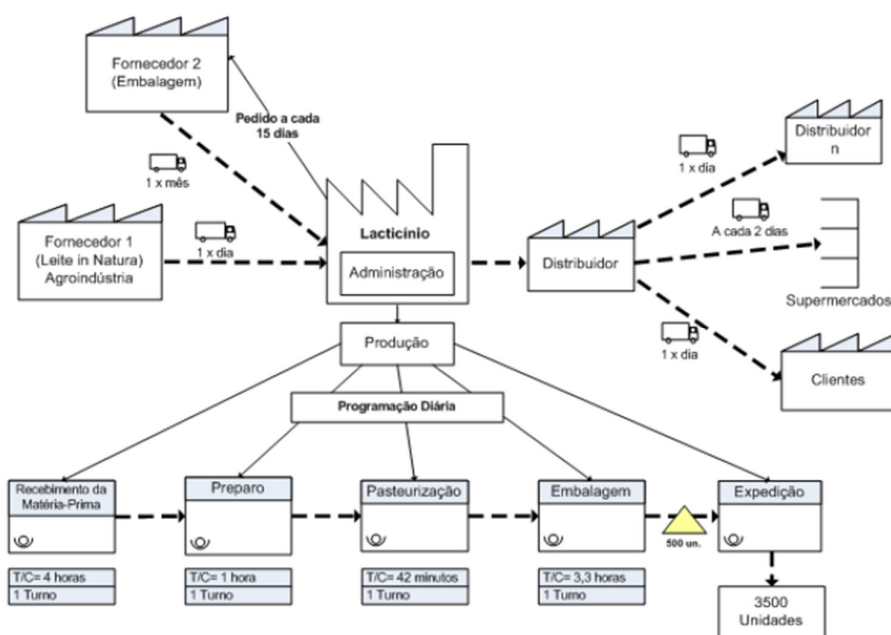 Fornecedor 2
(Embalagem)
Pedido a cada
15 dias
1 x mês
Fornecedor 1
(Leite in Natura)
Agroindústria
1 x dia
Lacticínio
Administração
Distribuidor
1 x dia
Distribuidor
n
A cada 2 dias
Supermercados
1 x dia
Clientes
Produção
Programação Diária
Recebimento da
Matéria-Prima
Preparo
Pasteurização
Embalagem
Expedição
500 un.
T/C= 4 horas
1 Turno
T/C= 1 hora
1 Turno
T/C= 42 minutos
1 Turno
T/C= 3,3 horas
1 Turno
3500
Unidades